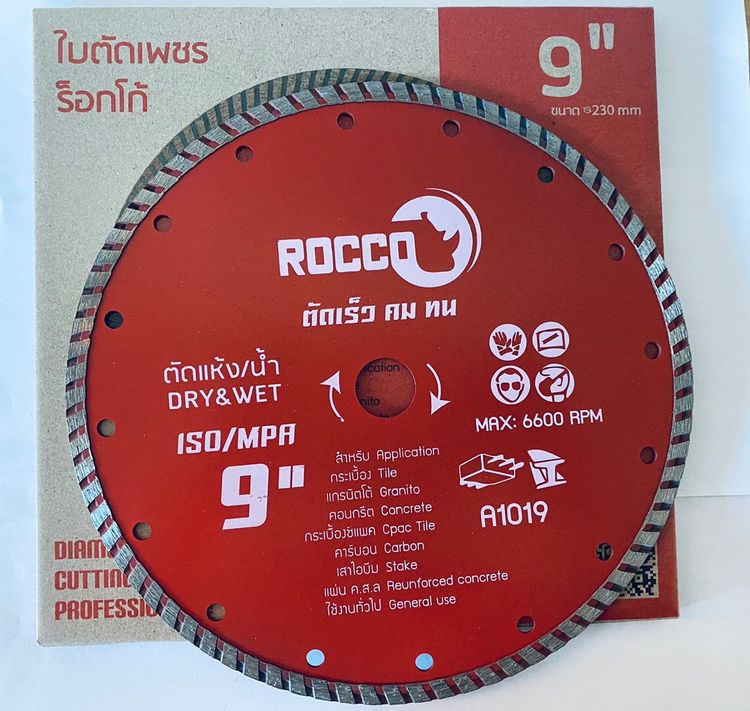 ใบตัดเพชร
ร็อกโก้
9"
ขนาด ⌀230 mm
ROCCO
ตัดเร็ว คม ทน
ตัดแห้ง/น้ำ
DRY&WET
ISO/MPA
9"
MAX: 6600 RPM
A1019
สำหรับ Application
กระเบื้อง Tile
แกรนิตโต้ Granito
คอนกรีต Concrete
กระเบื้องซีแพค Cpac Tile
คาร์บอน Carbon
เสาไอบีม Stake
แผ่น ค.ส.ล Reunforced concrete
ใช้งานทั่วไป General use
CUTTING